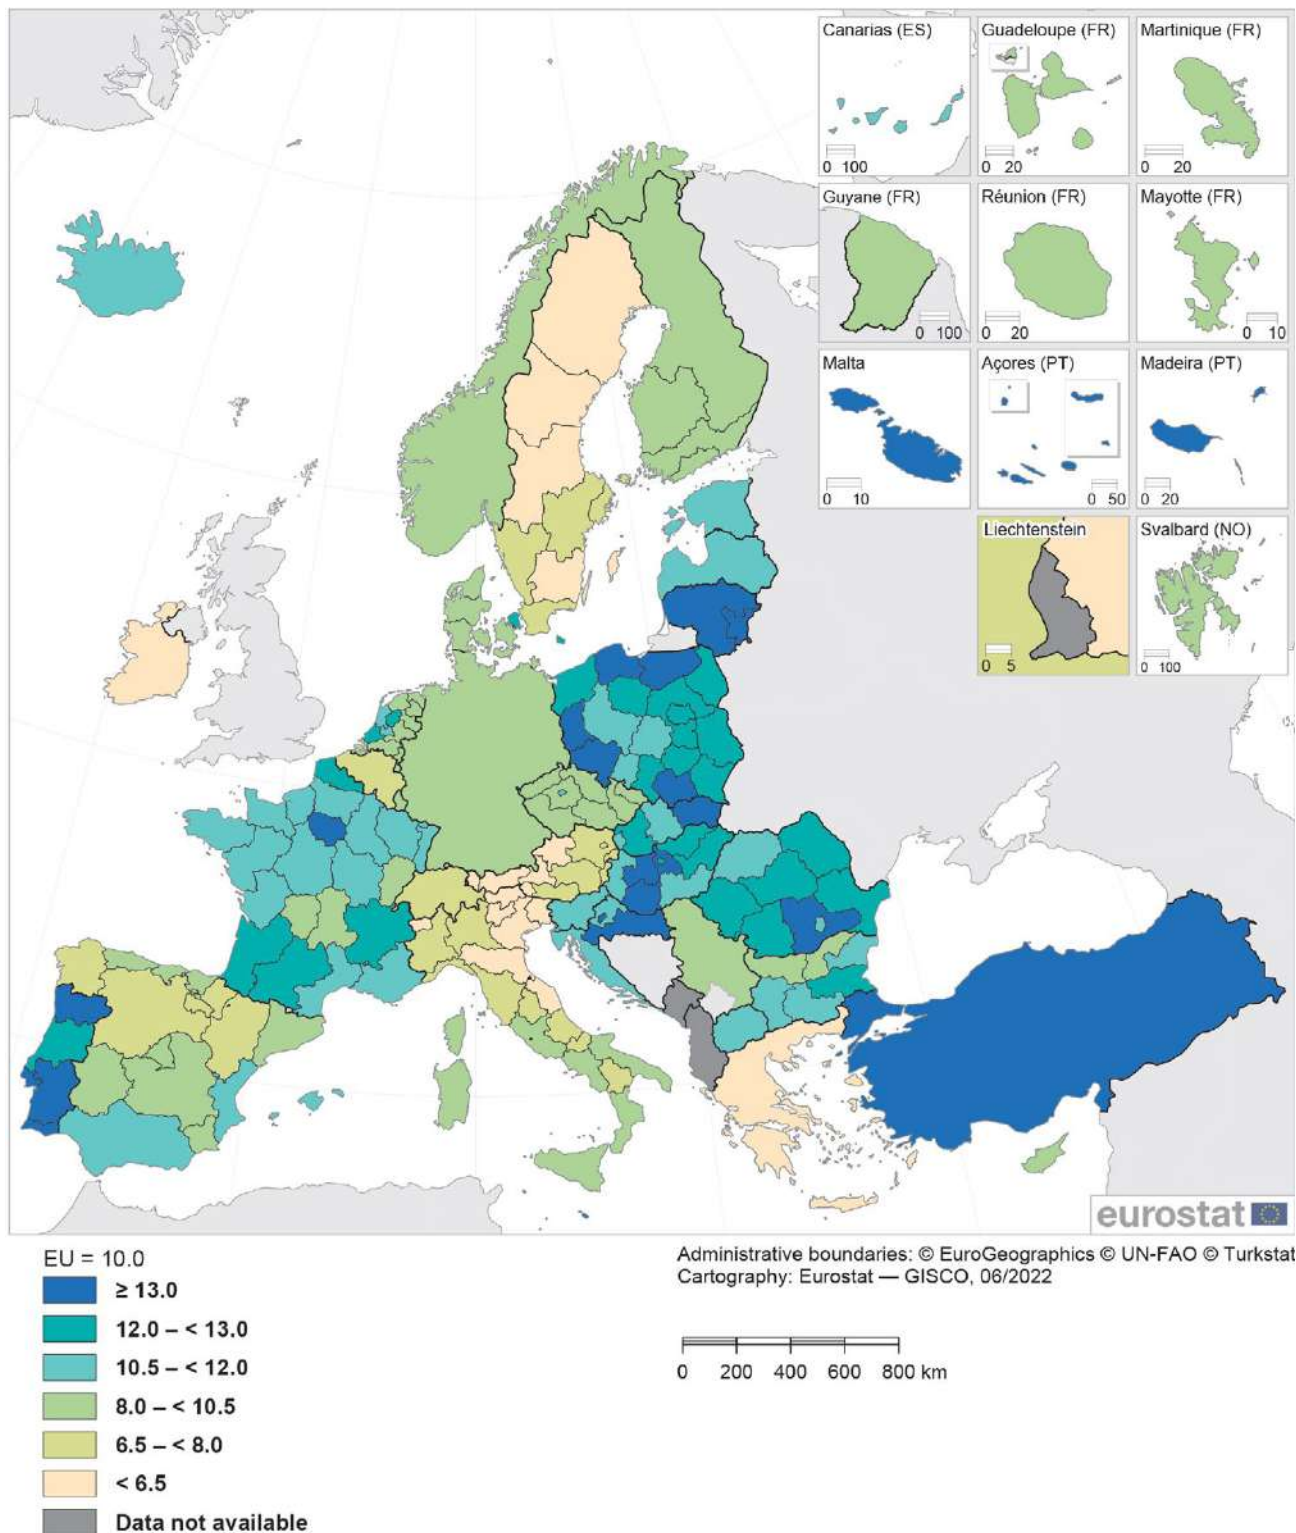 Canarias (ES)
0 100
Guadeloupe (FR)
0 20
Martinique (FR)
0 20
Guyane (FR)
0 100
Réunion (FR)
0 20
Mayotte (FR)
0 10
Malta
0 10
Açores (PT)
0 50
Madeira (PT)
0 20
Liechtenstein
0 5
Svalbard (NO)
0 100
eurostat
EU = 10.0
≥ 13.0
12.0 – < 13.0
10.5 – < 12.0
8.0 – < 10.5
6.5 – < 8.0
< 6.5
Data not available
Administrative boundaries: © EuroGeographics © UN-FAO © Turkstat
Cartography: Eurostat — GISCO, 06/2022
0 200 400 600 800 km